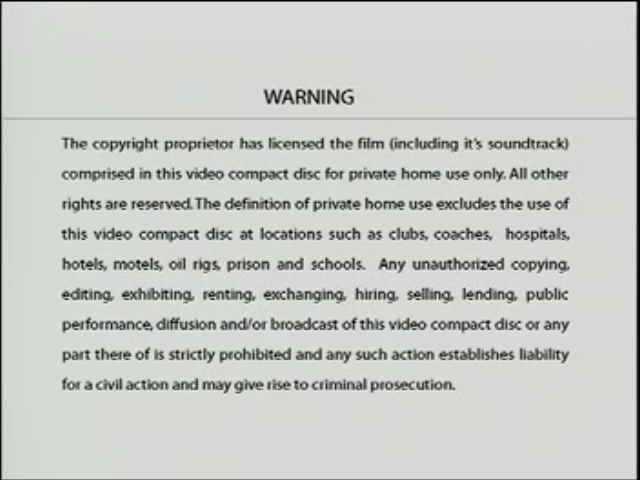 WARNING
The copyright proprietor has licensed the film (including it's soundtrack)
comprised in this video compact disc for private home use only. All other
rights are reserved. The definition of private home use excludes the use of
this video compact disc at locations such as clubs, coaches, hospitals,
hotels, motels, oil rigs, prison and schools. Any unauthorized copying,
editing, exhibiting, renting, exchanging, hiring, selling, lending, public
performance, diffusion and/or broadcast of this video compact disc or any
part there of is strictly prohibited and any such action establishes liability
for a civil action and may give rise to criminal prosecution.